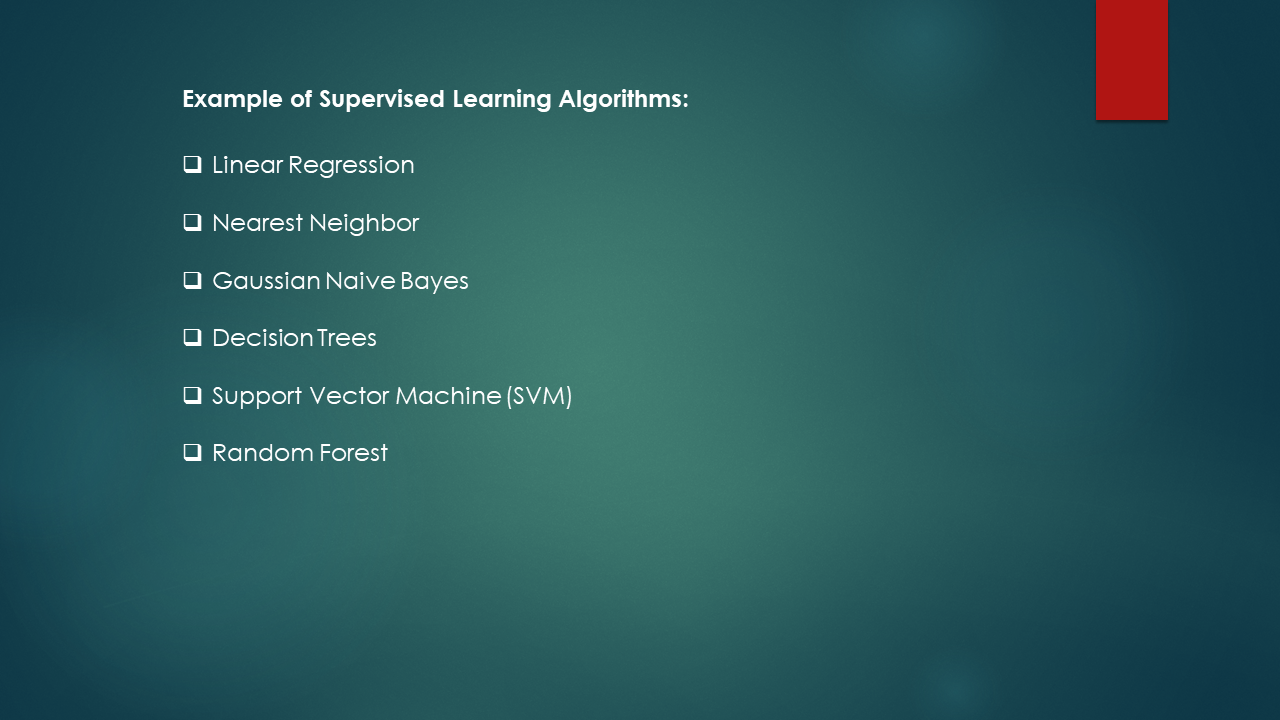 Example of Supervised Learning Algorithms:
❑ Linear Regression
❑ Nearest Neighbor
❑ Gaussian Naive Bayes
❑ Decision Trees
❑ Support Vector Machine (SVM)
❑ Random Forest